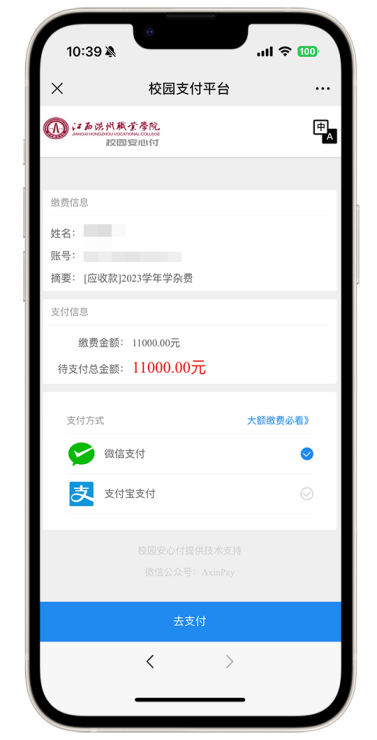 10:39
100
校园支付平台
江西洪州职业学院
JIANGXI HONGZHOU VOCATIONAL COLLEGE
校园安心付
中
A
缴费信息
姓名：
账号：
摘要： [应收款]2023学年学杂费
支付信息
缴费金额： 11000.00元
待支付总金额： 11000.00元
支付方式 大额缴费必看》
微信支付
支 支付宝支付
校园安心付提供技术支持
微信公众号：AxinPay
去支付